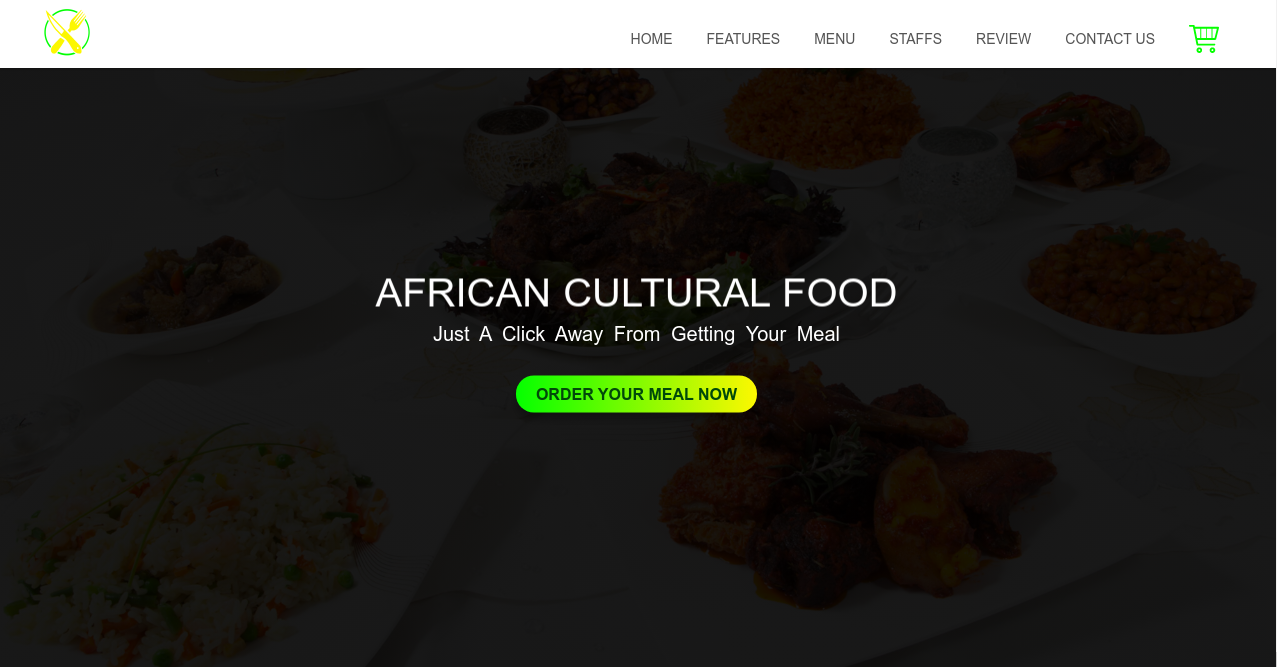 HOME FEATURES MENU STAFFS REVIEW CONTACT US
AFRICAN CULTURAL FOOD
Just A Click Away From Getting Your Meal
ORDER YOUR MEAL NOW